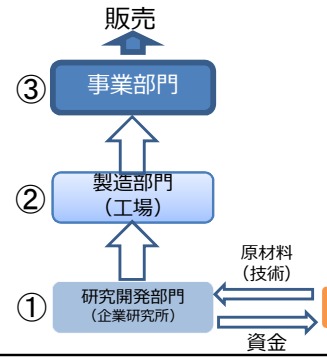 販売
③
事業部門
②
製造部門
（工場）
原材料
（技術）
①
研究開発部門
（企業研究所）
資金